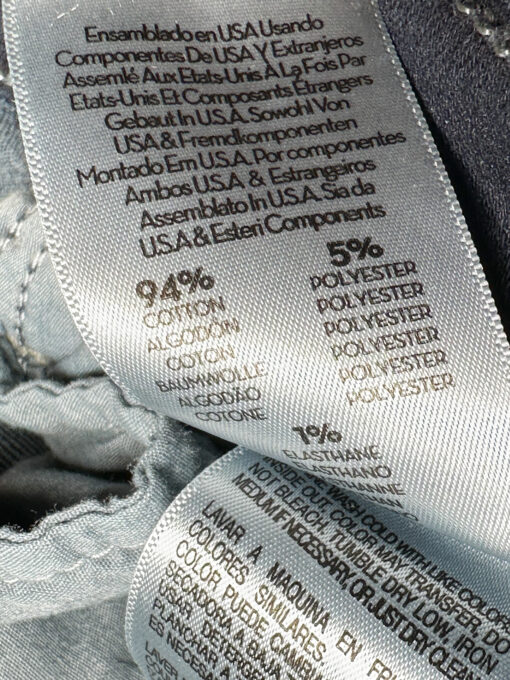 Ensamblado en USA Usando
Componentes De USA Y Extranjeros
Assemlé Aux Etats-Unis À La Fois Par
Etats-Unis Et Composants Étrangers
Gebaut In U.S.A. Sowohl Von
USA & Fremdkomponenten
Montado Em U.S.A. Por componentes
Ambos U.S.A & Estrangeiros
Assemblato In U.S.A. Sia da
U.S.A & Esteri Components
94%
COTTON
ALGODÓN
COTON
BAUMWOLLE
ALGODÃO
COTONE
5%
POLYESTER
POLYESTER
POLYESTER
POLYESTER
POLYESTER
POLYESTER
1%
ELASTHANE
ELASTHANO
INSIDE OUT, WASH COLD WITH LIKE COLORS
NOT BLEACH, TUMBLE DRY LOW, IRON
MEDIUM IF NECESSARY, OR JUST DRY CLEAN
LAVAR A MAQUINA EN
COLORES SIMILARES.
COLOR PUEDE
USAR
SECADORA A BAJA
PLANCHAR A
ES NECESARIO
LAVER